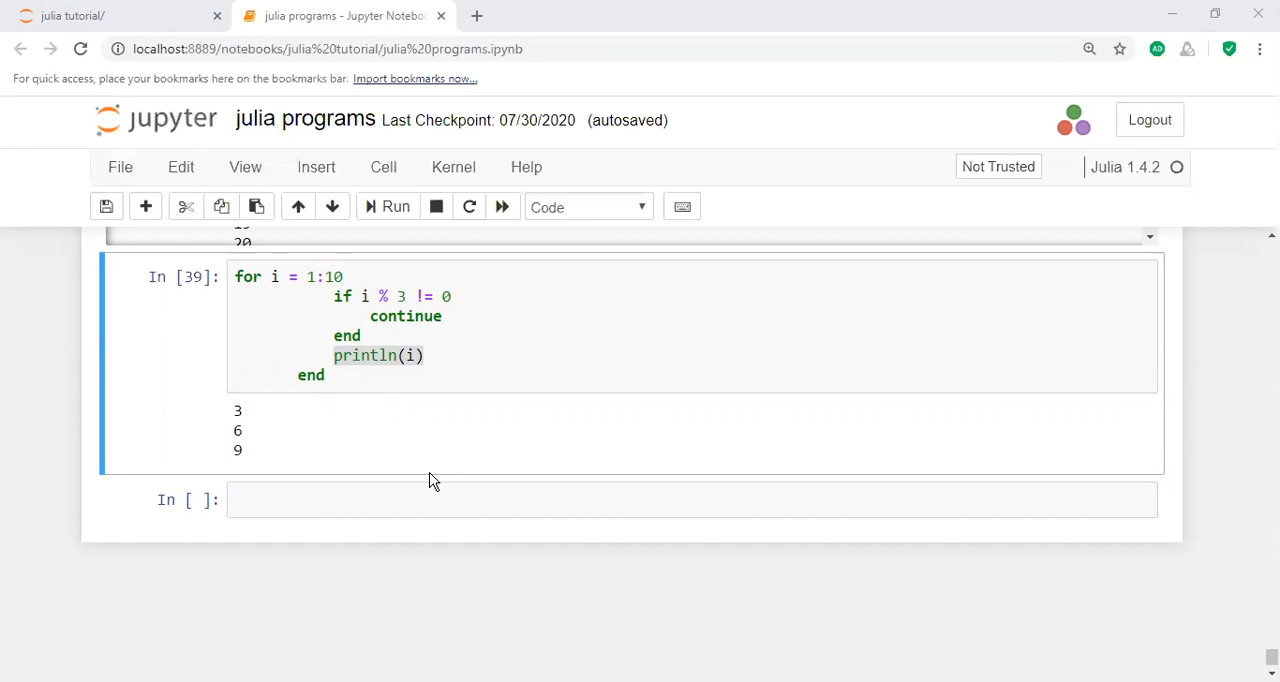 julia tutorial/
julia programs - Jupyter Noteboo
localhost:8889/notebooks/julia%20tutorial/julia%20programs.ipynb
AD
For quick access, place your bookmarks here on the bookmarks bar. Import bookmarks now...
jupyter julia programs Last Checkpoint: 07/30/2020 (autosaved)
Logout
File Edit View Insert Cell Kernel Help
Not Trusted
Julia 1.4.2
Run
Code
19
20
In [39]: for i = 1:10
if i % 3 != 0
continue
end
println(i)
end
3
6
9
In [ ]: